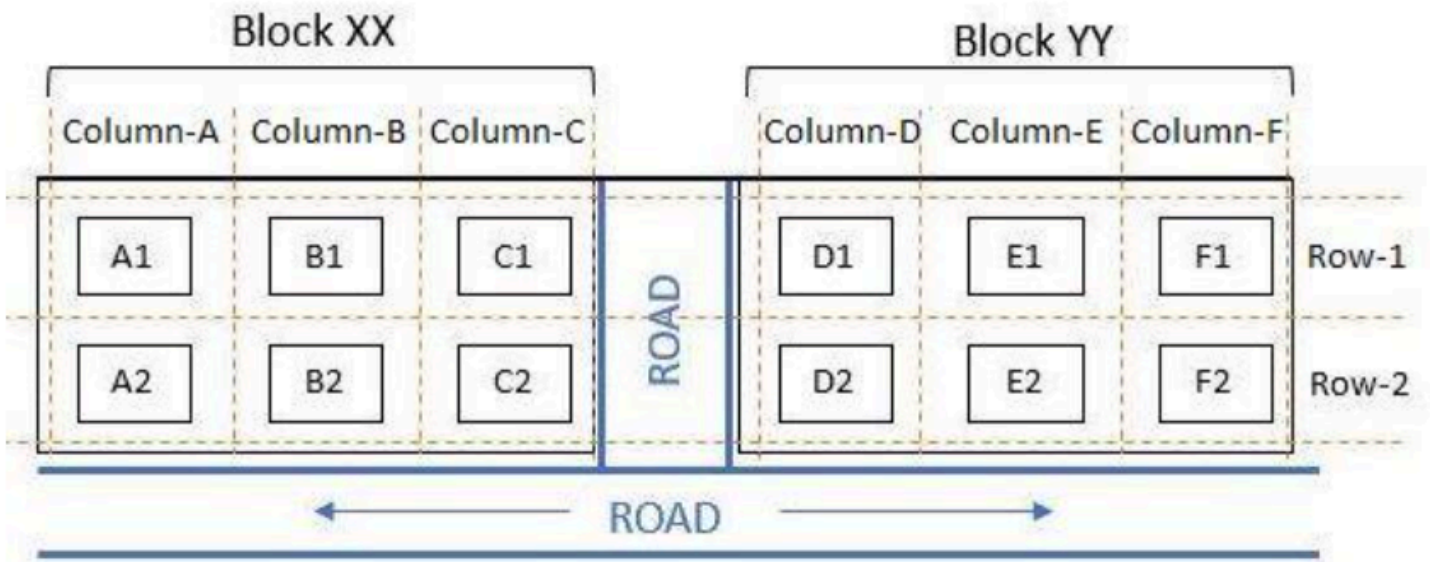 Block XX
Block YY
Column-A Column-B Column-C
Column-D Column-E Column-F
A1 B1 C1
ROAD
D1 E1 F1 Row-1
A2 B2 C2
D2 E2 F2 Row-2
ROAD